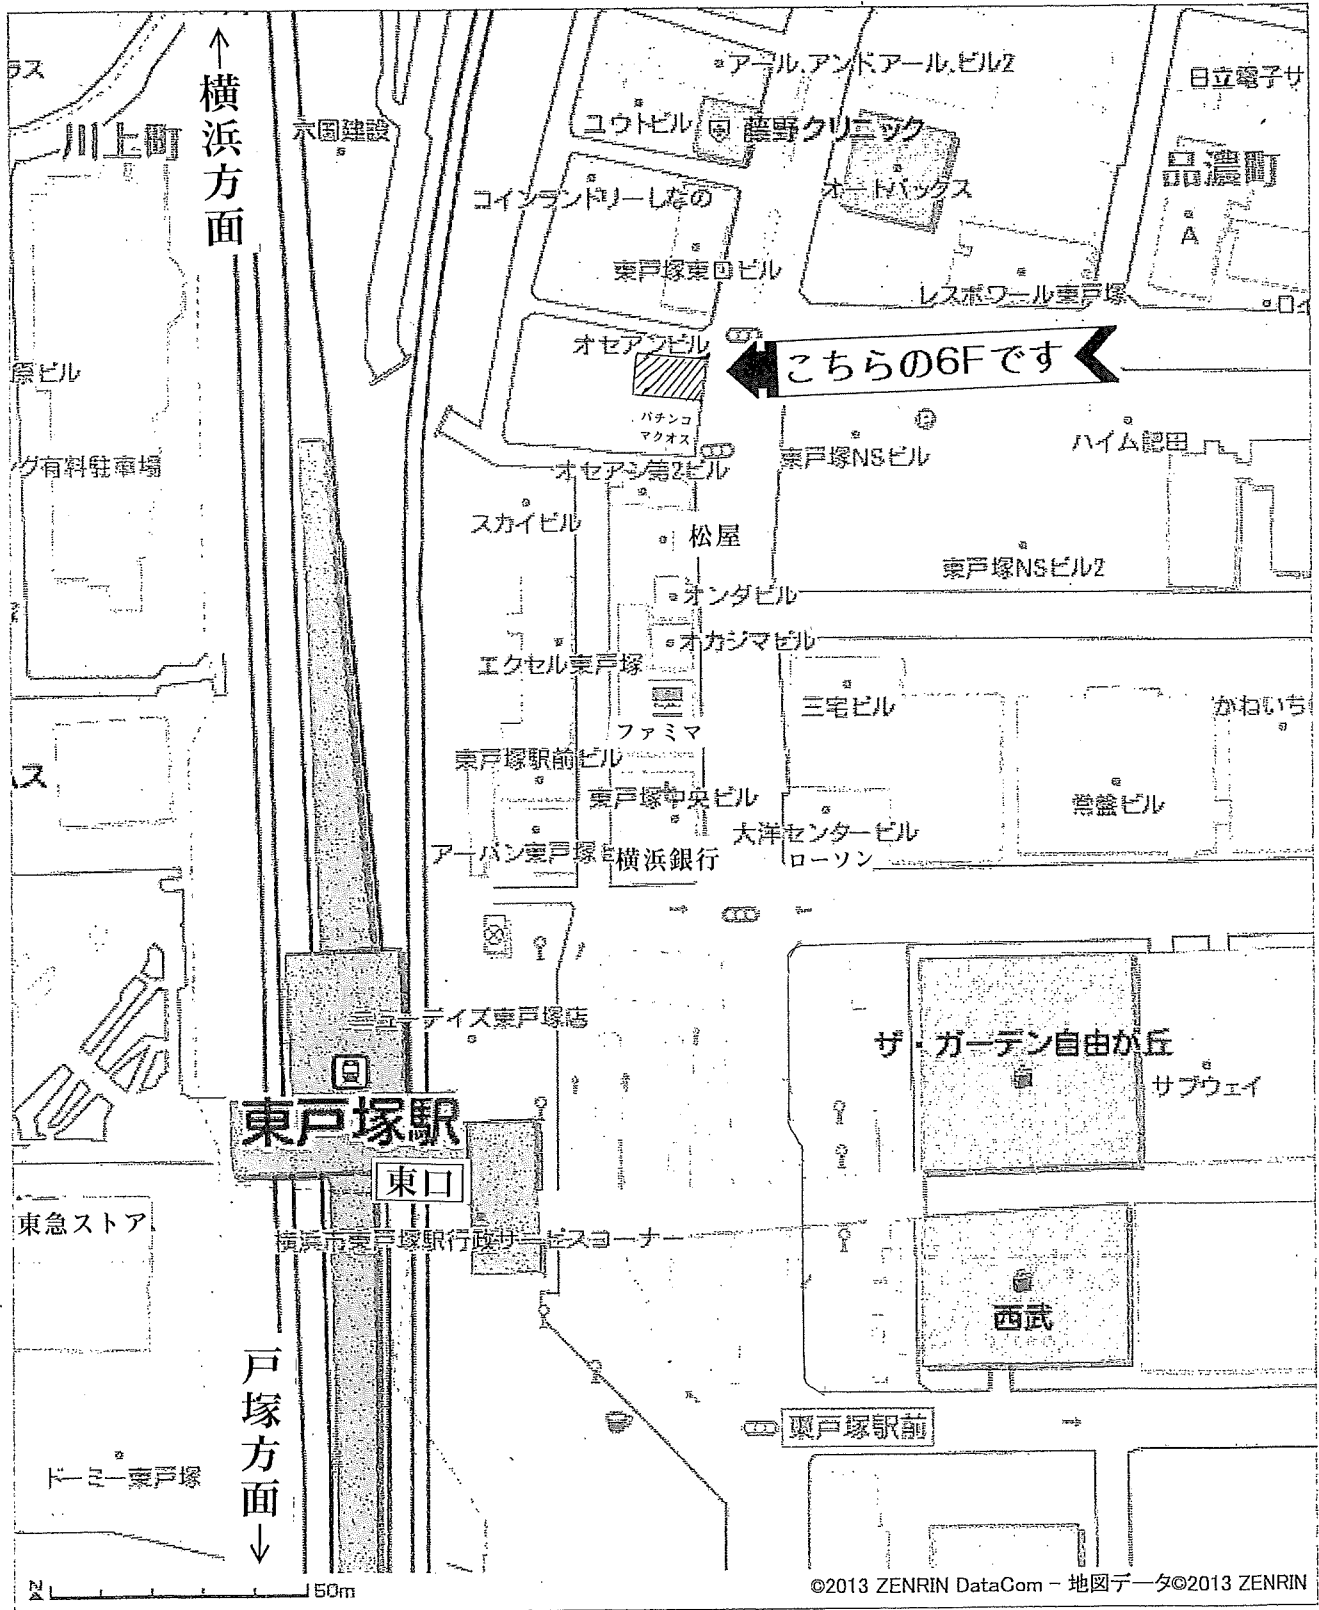 横浜方面
川上町
六国建設
アール、アンド、アール、ビル2
ユウトビル
藤野クリニック
オートバックス
日立電子サ
品濃町
A
コインランドリーしなの
東戸塚東口ビル
レスポワール東戸塚
オセアンビル
こちらの6Fです
パチンコ
マクオス
原ビル
グ有料駐車場
オセアン第2ビル
東戸塚NSビル
スカイビル
松屋
東戸塚NSビル2
オンダビル
オカジマビル
エクセル東戸塚
三宅ビル
かねいち
ファミマ
東戸塚駅前ビル
東戸塚中央ビル
常盤ビル
大洋センタービル
ローソン
アーバン東戸塚ビ
横浜銀行
ニューデイズ東戸塚店
ザ・ガーデン自由が丘
サブウェイ
東戸塚駅
東口
東急ストア
横浜市東戸塚駅行政サービスコーナー
西武
戸塚方面
東戸塚駅前
ドーミー東戸塚
50m
©2013 ZENRIN DataCom - 地図データ©2013 ZENRIN